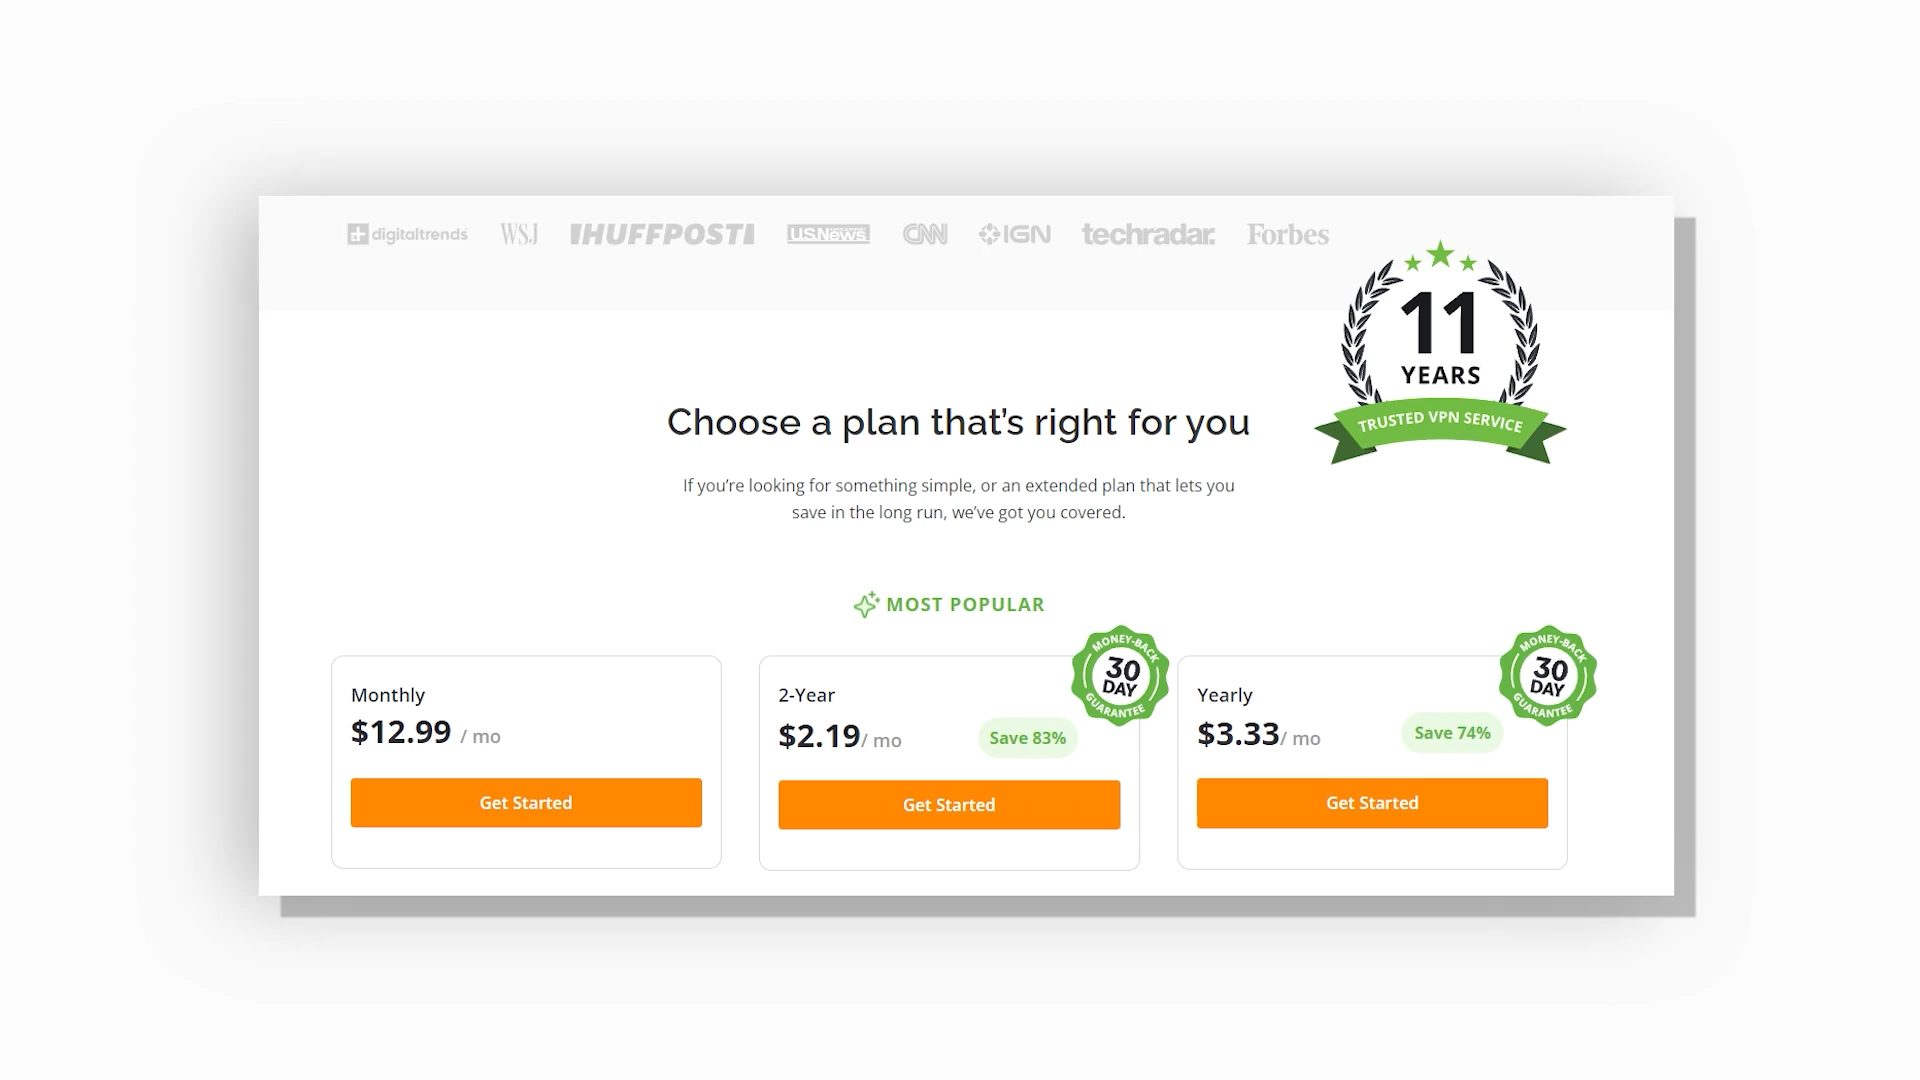 digitaltrends WSJ HUFFPOST U.S.News CNN IGN techradar. Forbes
11
YEARS
TRUSTED VPN SERVICE
Choose a plan that’s right for you
If you’re looking for something simple, or an extended plan that lets you
save in the long run, we’ve got you covered.
MOST POPULAR
Monthly
$12.99 / mo
Get Started
MONEY-BACK
30
DAY
GUARANTEE
2-Year
$2.19/ mo
Save 83%
Get Started
MONEY-BACK
30
DAY
GUARANTEE
Yearly
$3.33/ mo
Save 74%
Get Started